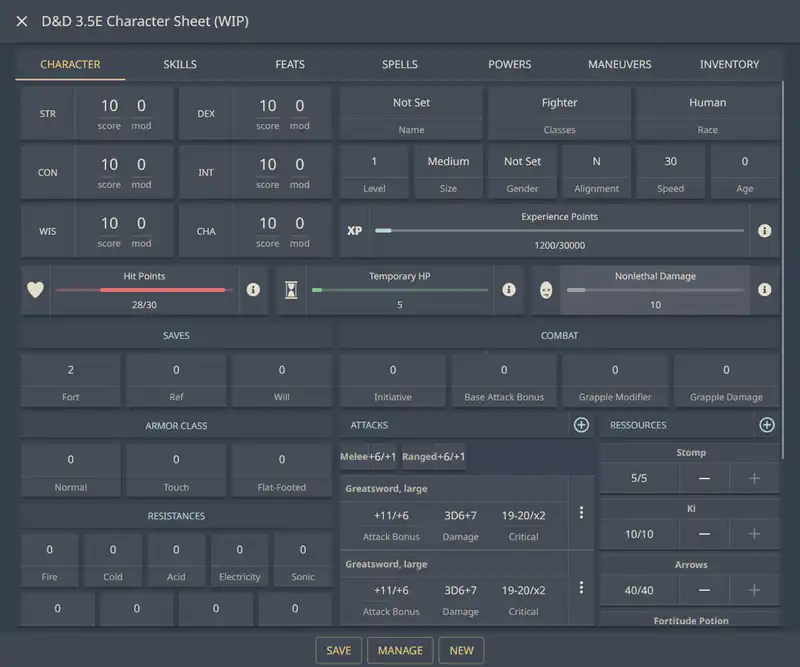 D&D 3.5E Character Sheet (WIP)
CHARACTER SKILLS FEATS SPELLS POWERS MANEUVERS INVENTORY
STR 10 score 0 mod
DEX 10 score 0 mod
Not Set
Name
Fighter
Classes
Human
Race
CON 10 score 0 mod
INT 10 score 0 mod
1
Level
Medium
Size
Not Set
Gender
N
Alignment
30
Speed
0
Age
WIS 10 score 0 mod
CHA 10 score 0 mod
XP
Experience Points
1200/30000
Hit Points
28/30
Temporary HP
5
Nonlethal Damage
10
SAVES
2
Fort
0
Ref
0
Will
COMBAT
0
Initiative
0
Base Attack Bonus
0
Grapple Modifier
0
Grapple Damage
ARMOR CLASS
0
Normal
0
Touch
0
Flat-Footed
RESISTANCES
0
Fire
0
Cold
0
Acid
0
Electricity
0
Sonic
0 0 0 0
ATTACKS
Melee+6/+1 Ranged+6/+1
Greatsword, large
+11/+6 3D6+7 19-20/x2
Attack Bonus Damage Critical
Greatsword, large
+11/+6 3D6+7 19-20/x2
Attack Bonus Damage Critical
RESSOURCES
Stomp
5/5 — +
Ki
10/10 — +
Arrows
40/40 — +
Fortitude Potion
SAVE MANAGE NEW